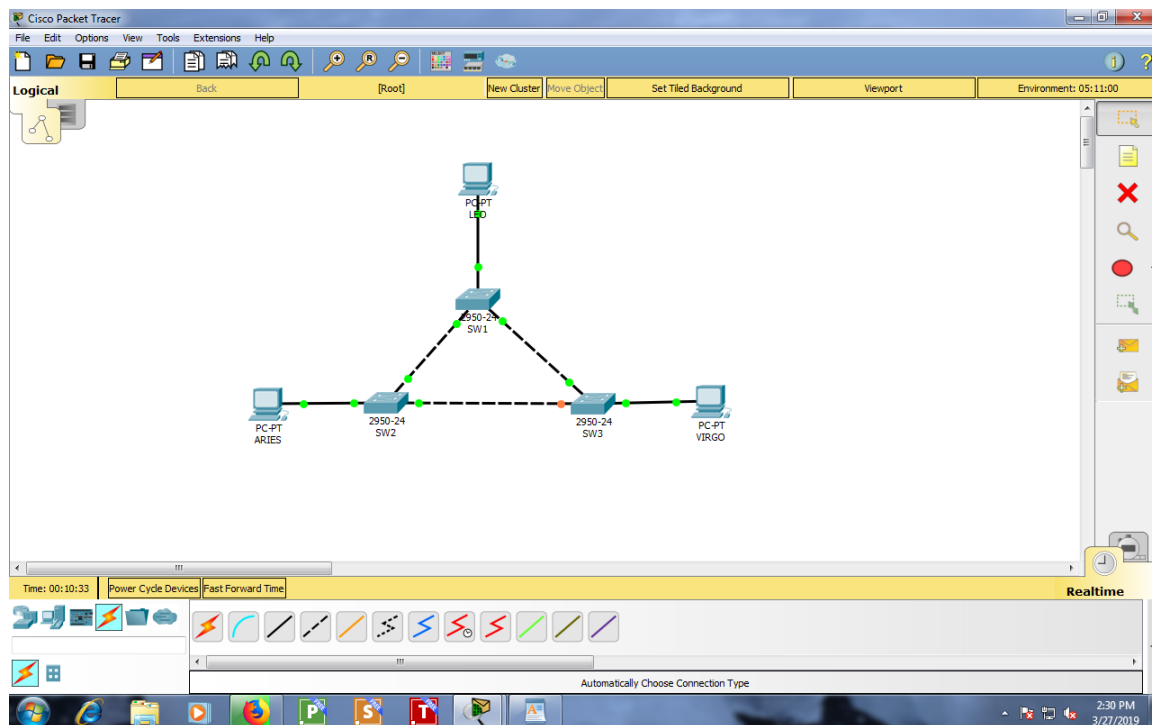 Cisco Packet Tracer
File Edit Options View Tools Extensions Help
Logical Back [Root] New Cluster Move Object Set Tiled Background Viewport Environment: 05:11:00
PC-PT
LEO
2950-24
SW1
2950-24
SW2
2950-24
SW3
PC-PT
ARIES
PC-PT
VIRGO
Time: 00:10:33 Power Cycle Devices Fast Forward Time Realtime
Automatically Choose Connection Type
2:30 PM
3/27/2019